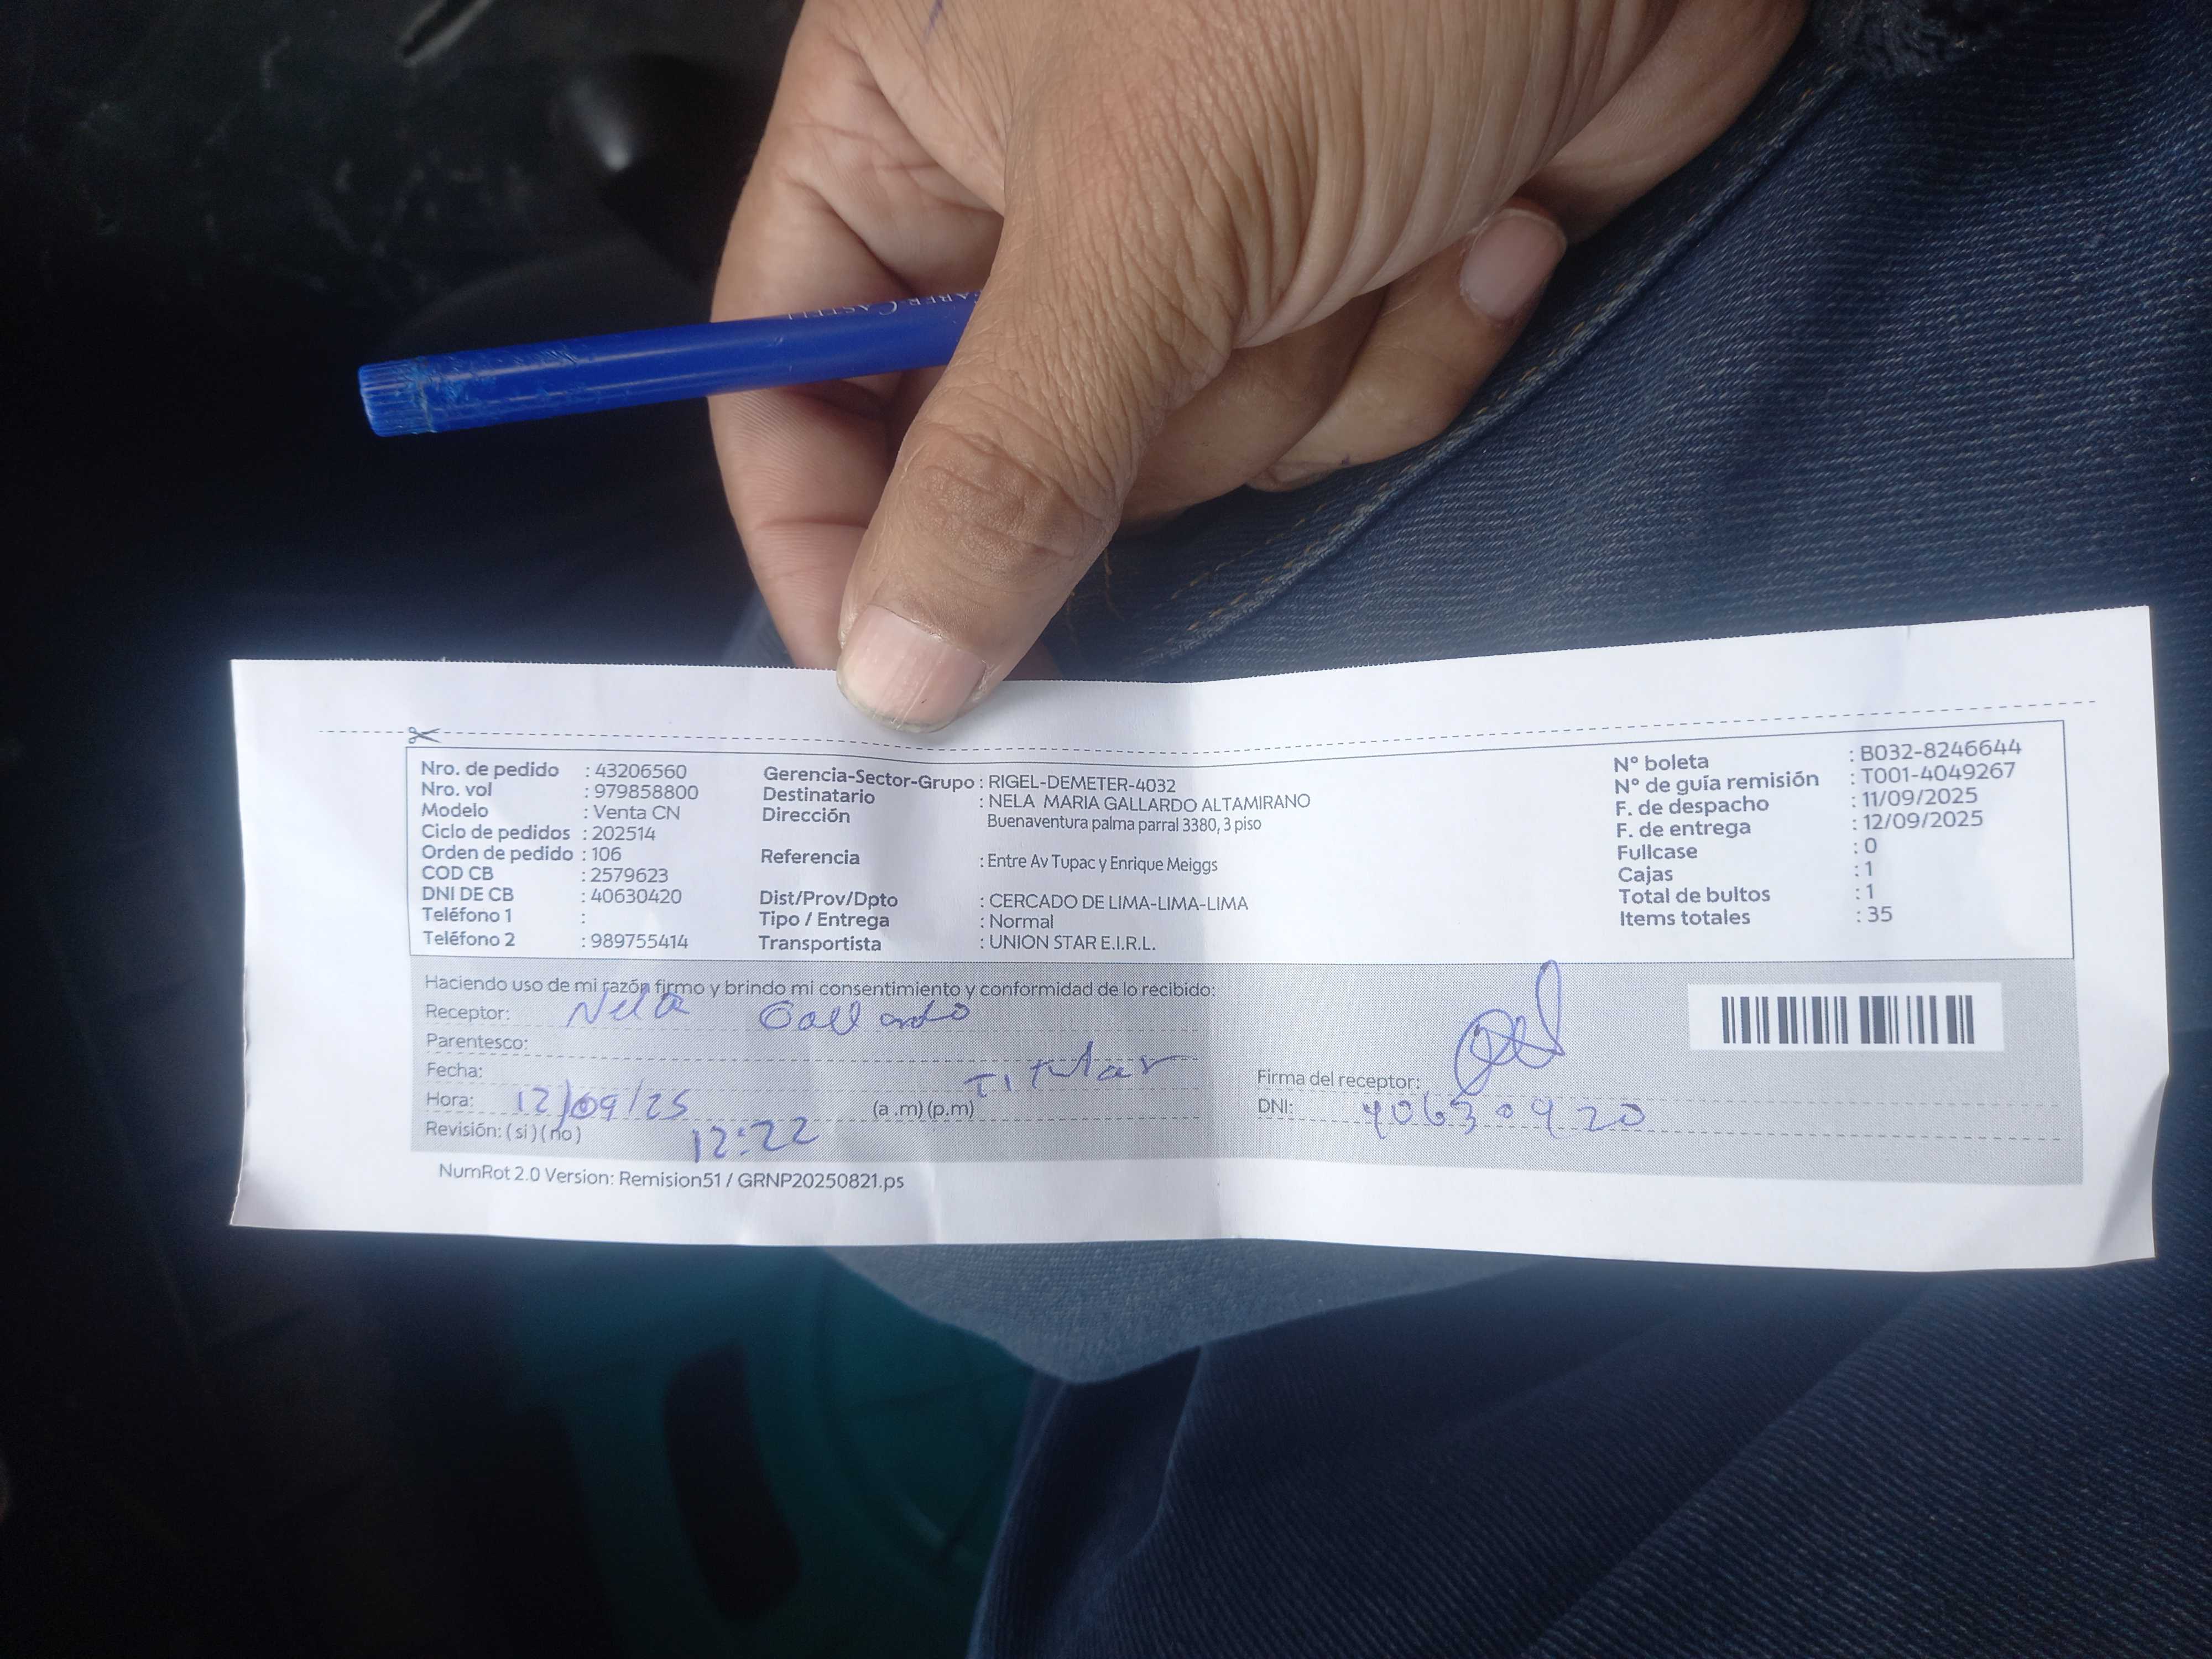 FABER CASTELL
Nro. de pedido : 43206560
Nro. vol : 979858800
Modelo : Venta CN
Ciclo de pedidos : 202514
Orden de pedido : 106
COD CB : 2579623
DNI DE CB : 40630420
Teléfono 1 :
Teléfono 2 : 989755414
Gerencia-Sector-Grupo : RIGEL-DEMETER-4032
Destinatario : NELA MARIA GALLARDO ALTAMIRANO
Dirección Buenaventura palma parral 3380, 3 piso
Referencia : Entre Av Tupac y Enrique Meiggs
Dist/Prov/Dpto : CERCADO DE LIMA-LIMA-LIMA
Tipo / Entrega : Normal
Transportista : UNION STAR E.I.R.L.
N° boleta : B032-8246644
N° de guía remisión : T001-4049267
F. de despacho : 11/09/2025
F. de entrega : 12/09/2025
Fullcase : 0
Cajas : 1
Total de bultos : 1
Items totales : 35
Haciendo uso de mi razón firmo y brindo mi consentimiento y conformidad de lo recibido:
Receptor: Nela Gallardo
Parentesco: Titular
Fecha: 12/09/25
Hora: 12:22 (a .m) (p.m)
Revisión: ( si ) ( no )
Firma del receptor:
DNI: 40630420
NumRot 2.0 Version: Remision51 / GRNP20250821.ps